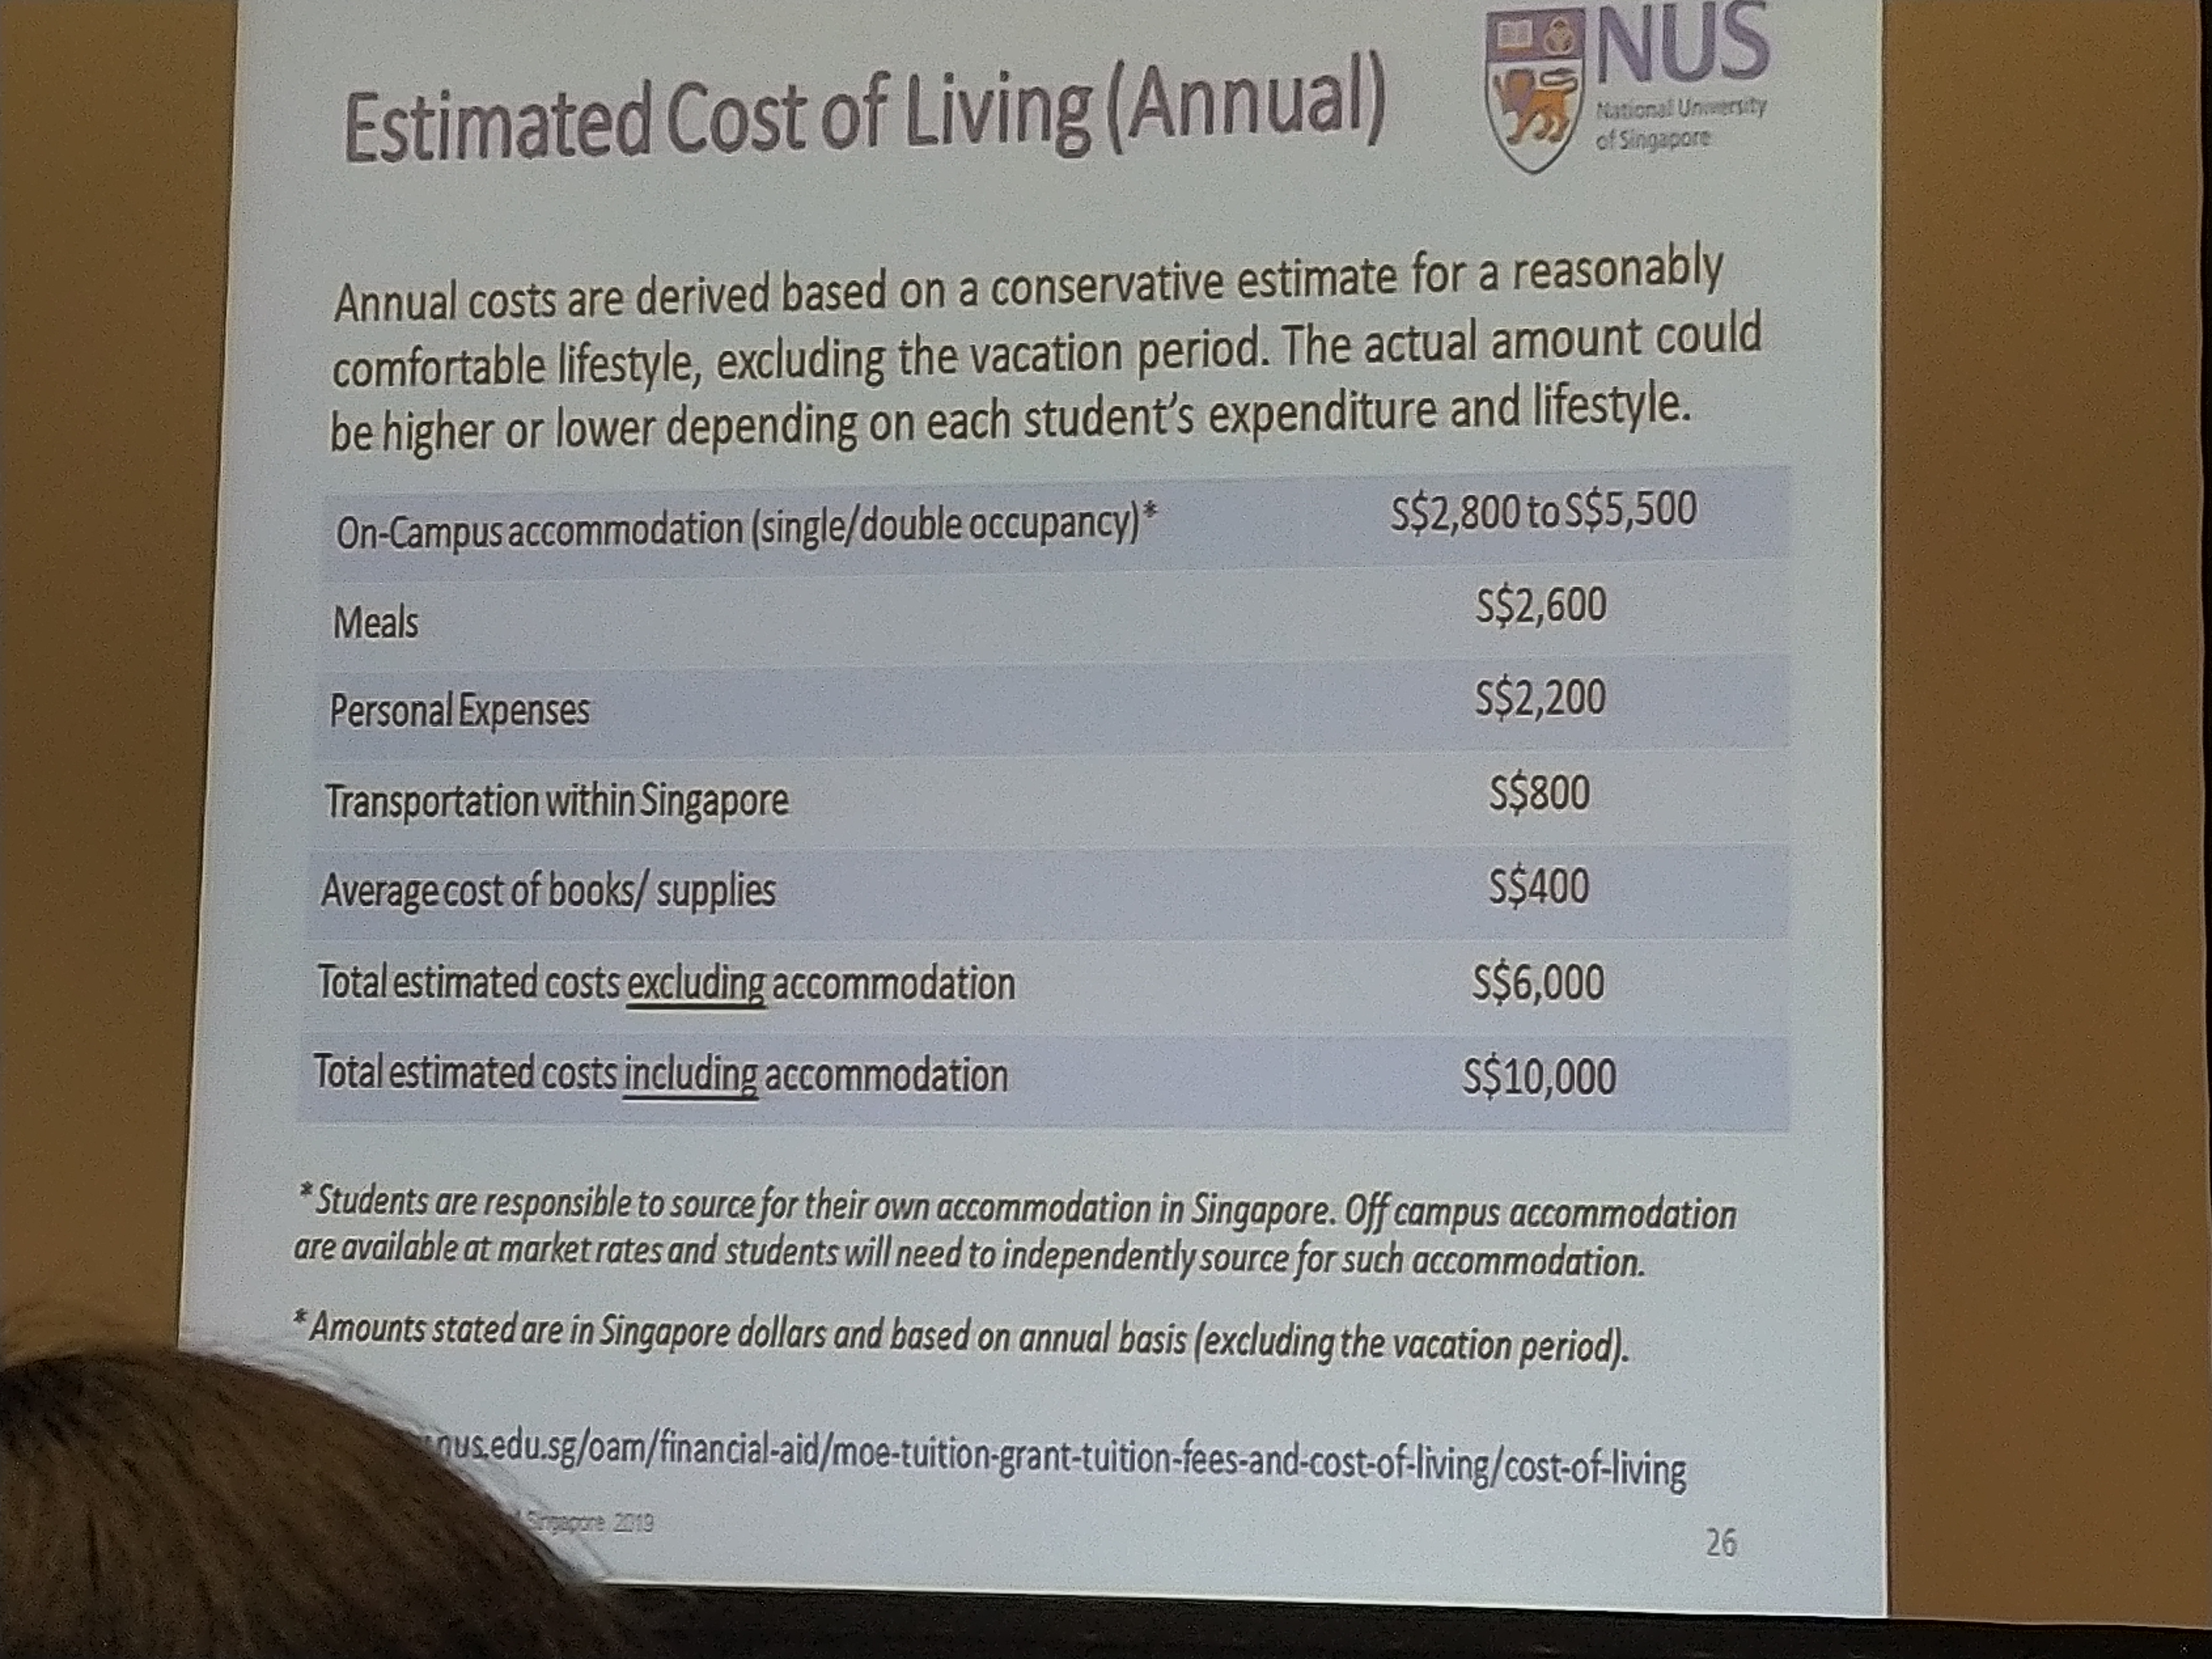 Estimated Cost of Living (Annual)
NUS
National University
of Singapore
Annual costs are derived based on a conservative estimate for a reasonably
comfortable lifestyle, excluding the vacation period. The actual amount could
be higher or lower depending on each student's expenditure and lifestyle.
On-Campus accommodation (single/double occupancy)* S$2,800 to S$5,500
Meals S$2,600
Personal Expenses S$2,200
Transportation within Singapore S$800
Average cost of books/ supplies S$400
Total estimated costs excluding accommodation S$6,000
Total estimated costs including accommodation S$10,000
* Students are responsible to source for their own accommodation in Singapore. Off campus accommodation
are available at market rates and students will need to independently source for such accommodation.
* Amounts stated are in Singapore dollars and based on annual basis (excluding the vacation period).
nus.edu.sg/oam/financial-aid/moe-tuition-grant-tuition-fees-and-cost-of-living/cost-of-living
Singapore 2019
26